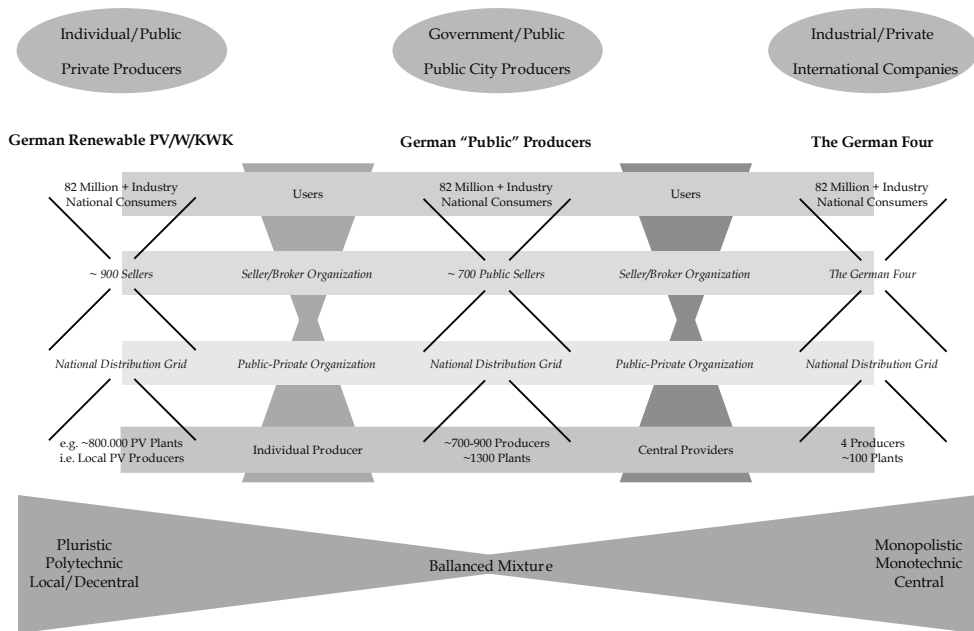 Individual/Public
Private Producers
Government/Public
Public City Producers
Industrial/Private
International Companies
German Renewable PV/W/KWK
German “Public” Producers
The German Four
82 Million + Industry
National Consumers
Users
82 Million + Industry
National Consumers
Users
82 Million + Industry
National Consumers
~ 900 Sellers
Seller/Broker Organization
~ 700 Public Sellers
Seller/Broker Organization
The German Four
National Distribution Grid
Public-Private Organization
National Distribution Grid
Public-Private Organization
National Distribution Grid
e.g. ~800.000 PV Plants
i.e. Local PV Producers
Individual Producer
~700-900 Producers
~1300 Plants
Central Providers
4 Producers
~100 Plants
Pluristic
Polytechnic
Local/Decentral
Ballanced Mixture
Monopolistic
Monotechnic
Central